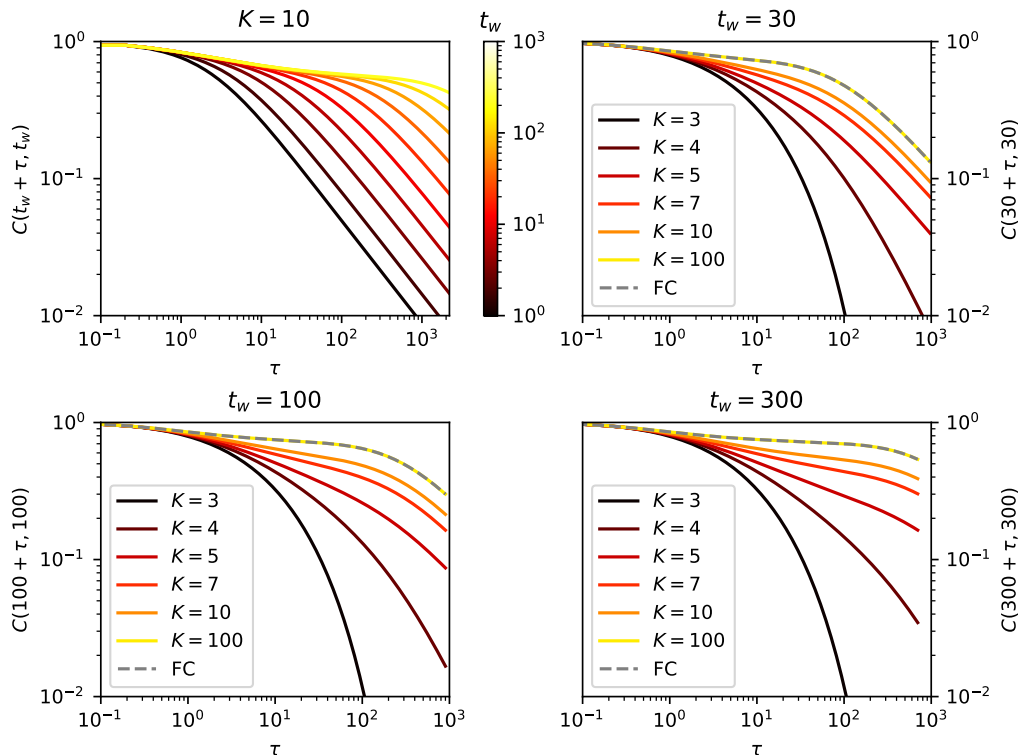 K = 10
t_w
t_w = 30
C(t_w + τ, t_w)
10^0
10^-1
10^-2
10^-1
10^0
10^1
10^2
10^3
τ
10^3
10^2
10^1
10^0
K = 3
K = 4
K = 5
K = 7
K = 10
K = 100
FC
10^0
10^-1
10^-2
C(30 + τ, 30)
10^-1
10^0
10^1
10^2
10^3
τ
t_w = 100
t_w = 300
C(100 + τ, 100)
10^0
10^-1
10^-2
K = 3
K = 4
K = 5
K = 7
K = 10
K = 100
FC
10^-1
10^0
10^1
10^2
10^3
τ
K = 3
K = 4
K = 5
K = 7
K = 10
K = 100
FC
10^0
10^-1
10^-2
C(300 + τ, 300)
10^-1
10^0
10^1
10^2
10^3
τ